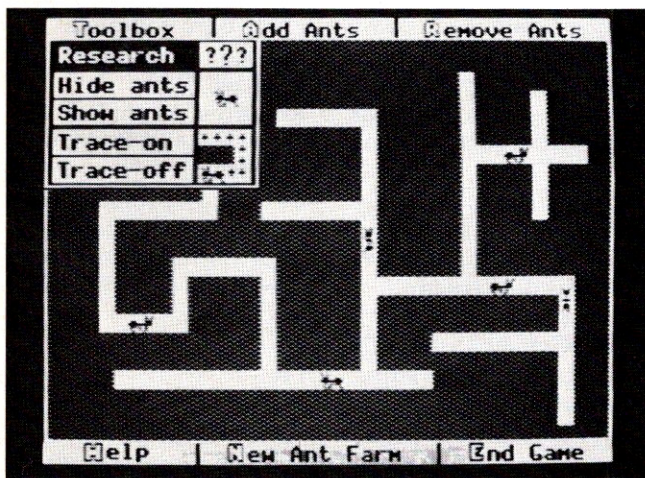 Toolbox Add Ants Remove Ants
Research ???
Hide ants
Show ants
Trace-on
Trace-off
Help New Ant Farm End Game